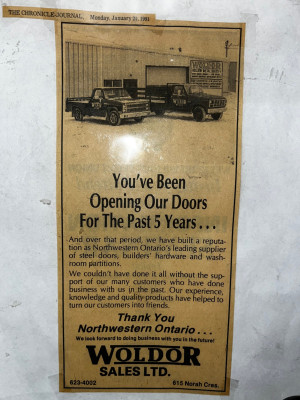 THE CHRONICLE-JOURNAL, Monday, January 21, 1991
WOLDOR
You've Been
Opening Our Doors
For The Past 5 Years . . .
And over that period, we have built a reputa-
tion as Northwestern Ontario's leading supplier
of steel doors, builders' hardware and wash-
room partitions.
We couldn't have done it all without the sup-
port of our many customers who have done
business with us in the past. Our experience,
knowledge and quality products have helped to
turn our customers into friends.
Thank You
Northwestern Ontario . . .
We look forward to doing business with you in the future!
WOLDOR
SALES LTD.
623-4002
615 Norah Cres.